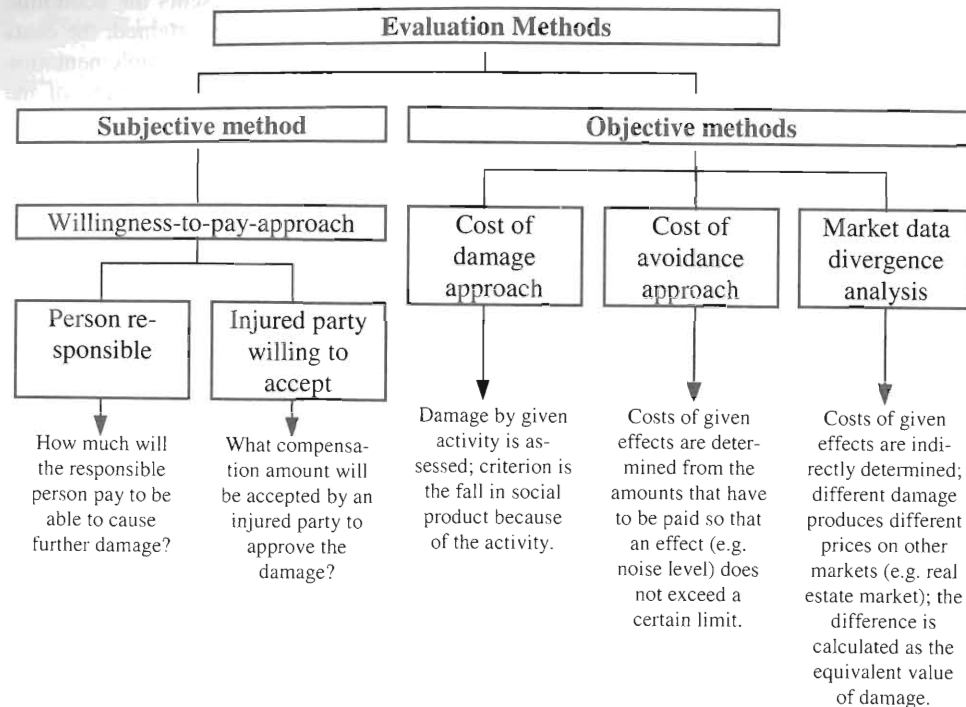 Evaluation Methods
Subjective method
Objective methods
Willingness-to-pay-approach
Person re-
sponsible
Injured party
willing to
accept
Cost of
damage
approach
Cost of
avoidance
approach
Market data
divergence
analysis
How much will
the responsible
person pay to be
able to cause
further damage?
What compensa-
tion amount will
be accepted by an
injured party to
approve the
damage?
Damage by given
activity is as-
sessed; criterion is
the fall in social
product because
of the activity.
Costs of given
effects are deter-
mined from the
amounts that have
to be paid so that
an effect (e.g.
noise level) does
not exceed a
certain limit.
Costs of given
effects are indi-
rectly determined;
different damage
produces different
prices on other
markets (e.g. real
estate market); the
difference is
calculated as the
equivalent value
of damage.